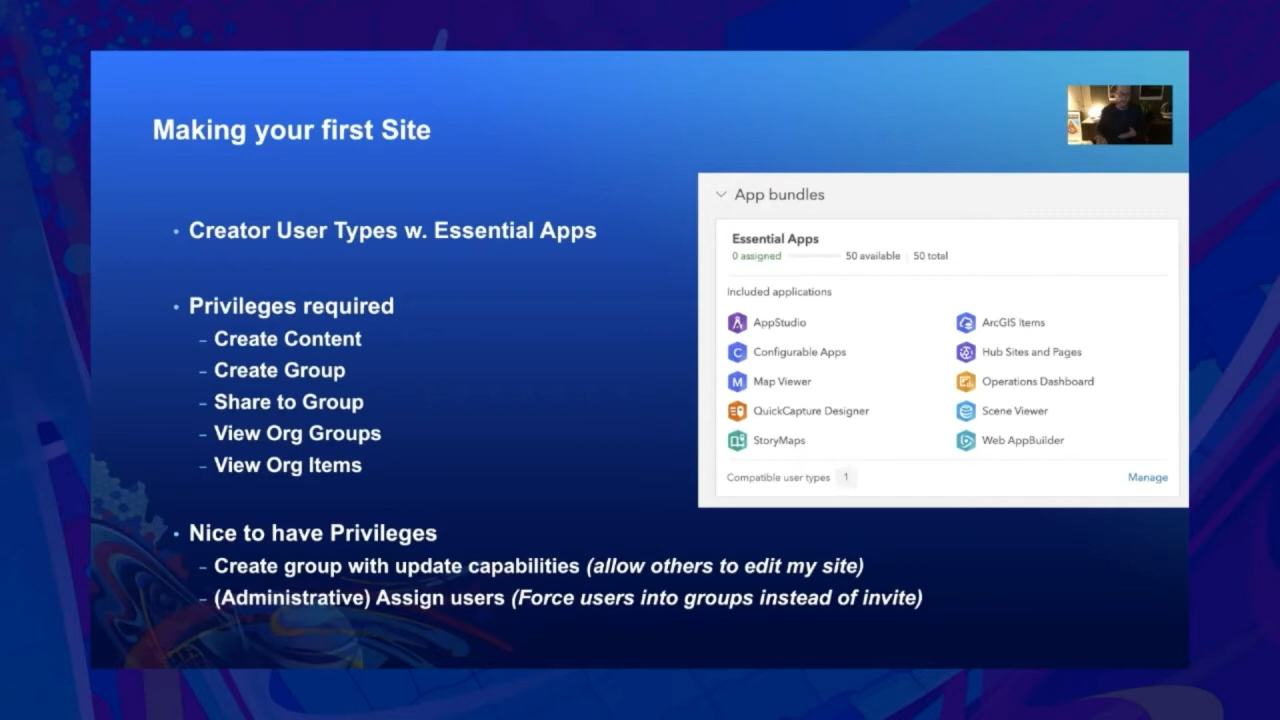 Making your first Site
• Creator User Types w. Essential Apps
• Privileges required
– Create Content
– Create Group
– Share to Group
– View Org Groups
– View Org Items
• Nice to have Privileges
– Create group with update capabilities (allow others to edit my site)
– (Administrative) Assign users (Force users into groups instead of invite)
App bundles
Essential Apps
0 assigned 50 available 50 total
Included applications
AppStudio
ArcGIS Items
C Configurable Apps
Hub Sites and Pages
M Map Viewer
Operations Dashboard
QuickCapture Designer
Scene Viewer
StoryMaps
Web AppBuilder
Compatible user types 1
Manage